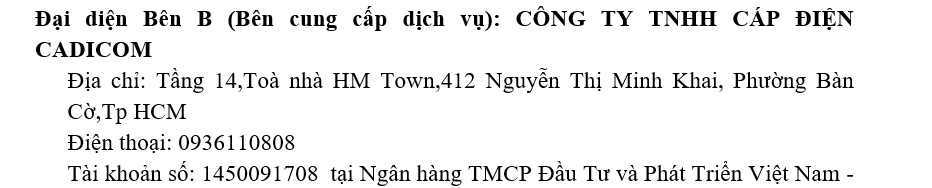 Đại diện Bên B (Bên cung cấp dịch vụ): CÔNG TY TNHH CÁP ĐIỆN
CADICOM
Địa chỉ: Tầng 14,Toà nhà HM Town,412 Nguyễn Thị Minh Khai, Phường Bàn
Cờ,Tp HCM
Điện thoại: 0936110808
Tài khoản số: 1450091708  tại Ngân hàng TMCP Đầu Tư và Phát Triển Việt Nam -